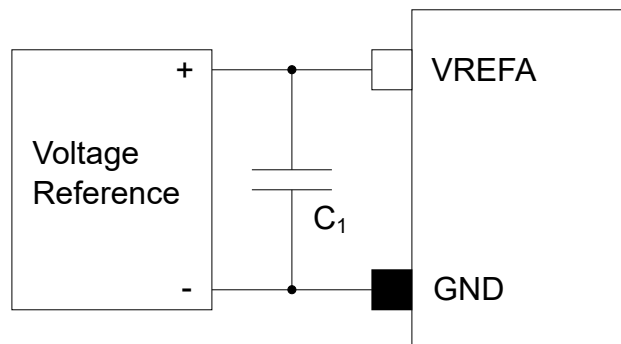 +
VREFA
Voltage
Reference
C₁
-
GND